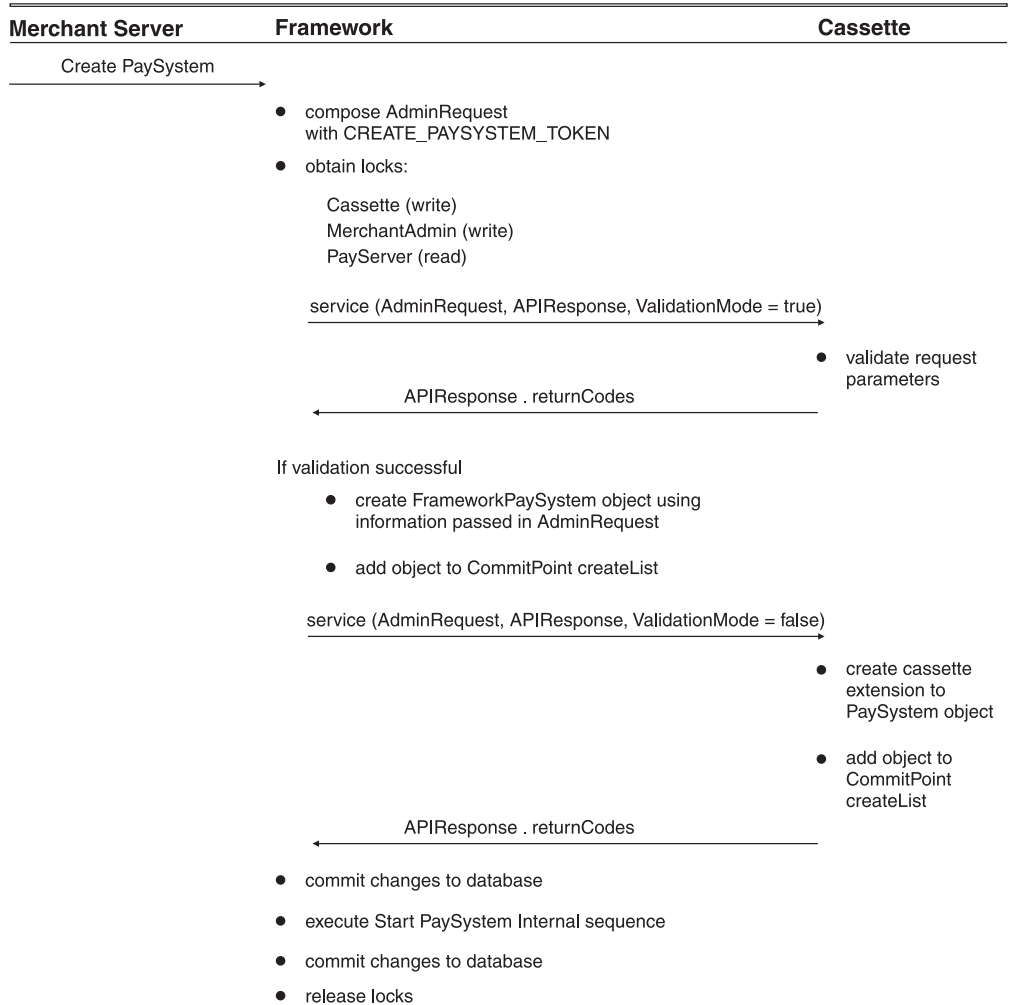 Merchant Server Framework Cassette
Create PaySystem
● compose AdminRequest
with CREATE_PAYSYSTEM_TOKEN
● obtain locks:
Cassette (write)
MerchantAdmin (write)
PayServer (read)
service (AdminRequest, APIResponse, ValidationMode = true)
● validate request
parameters
APIResponse . returnCodes
If validation successful
● create FrameworkPaySystem object using
information passed in AdminRequest
● add object to CommitPoint createList
service (AdminRequest, APIResponse, ValidationMode = false)
● create cassette
extension to
PaySystem object
● add object to
CommitPoint
createList
APIResponse . returnCodes
● commit changes to database
● execute Start PaySystem Internal sequence
● commit changes to database
● release locks